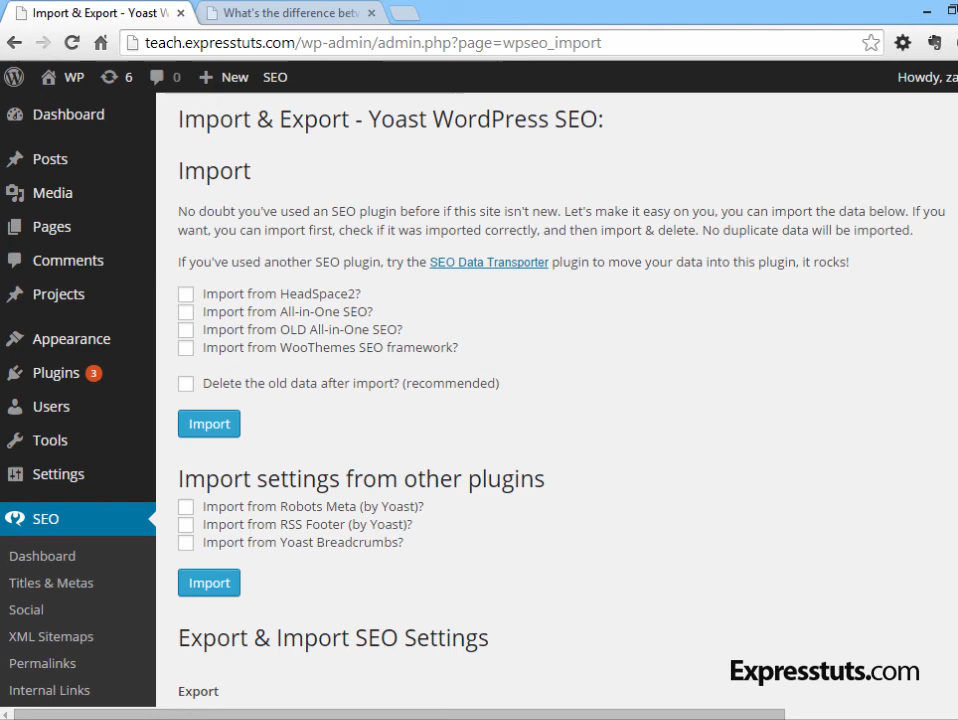 Import & Export - Yoast W
What's the difference betw
teach.expresstuts.com/wp-admin/admin.php?page=wpseo_import
WP 6 0 New SEO Howdy, za
Dashboard
Posts
Media
Pages
Comments
Projects
Appearance
Plugins 3
Users
Tools
Settings
SEO
Dashboard
Titles & Metas
Social
XML Sitemaps
Permalinks
Internal Links
Import & Export - Yoast WordPress SEO:
Import
No doubt you've used an SEO plugin before if this site isn't new. Let's make it easy on you, you can import the data below. If you
want, you can import first, check if it was imported correctly, and then import & delete. No duplicate data will be imported.
If you've used another SEO plugin, try the SEO Data Transporter plugin to move your data into this plugin, it rocks!
Import from HeadSpace2?
Import from All-in-One SEO?
Import from OLD All-in-One SEO?
Import from WooThemes SEO framework?
Delete the old data after import? (recommended)
Import
Import settings from other plugins
Import from Robots Meta (by Yoast)?
Import from RSS Footer (by Yoast)?
Import from Yoast Breadcrumbs?
Import
Export & Import SEO Settings
Export
Expresstuts.com